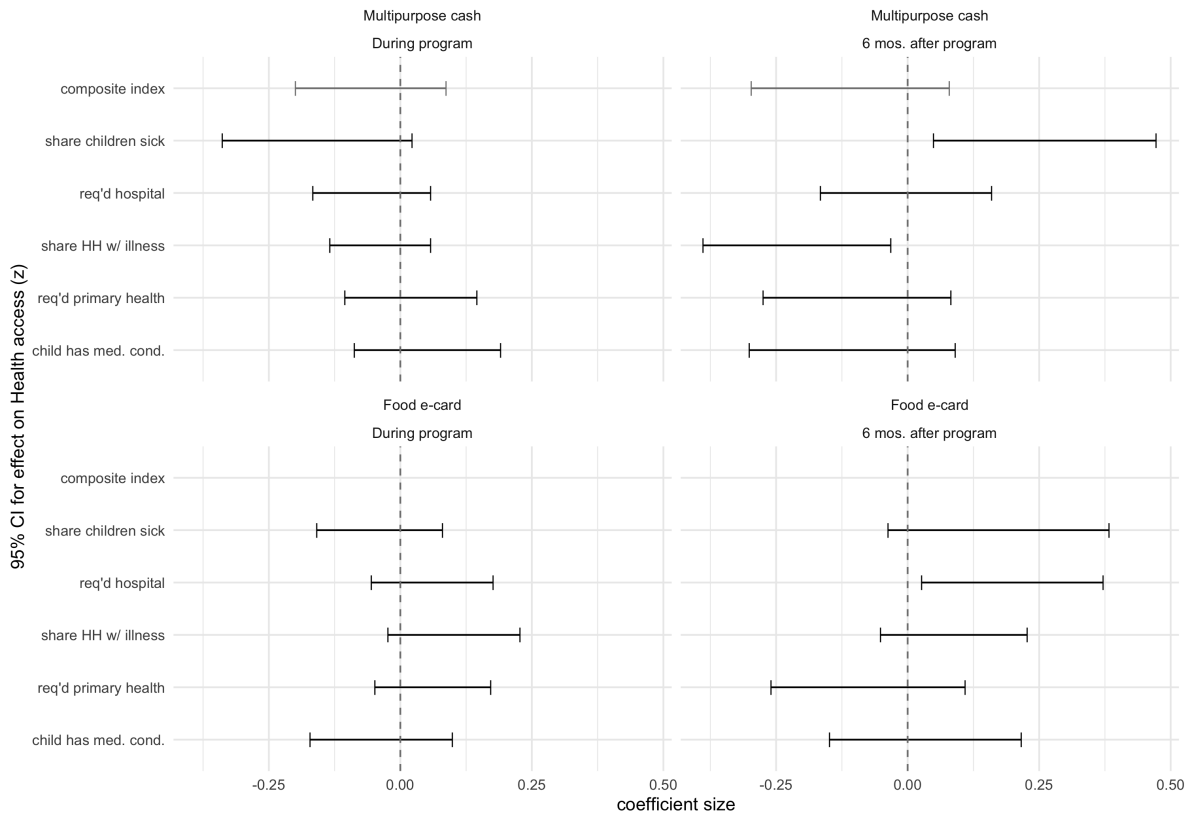 Multipurpose cash
Multipurpose cash
During program
6 mos. after program
composite index
share children sick
req'd hospital
share HH w/ illness
req'd primary health
child has med. cond.
Food e-card
Food e-card
During program
6 mos. after program
composite index
share children sick
req'd hospital
share HH w/ illness
req'd primary health
child has med. cond.
95% CI for effect on Health access (z)
-0.25 0.00 0.25 0.50 -0.25 0.00 0.25 0.50
coefficient size